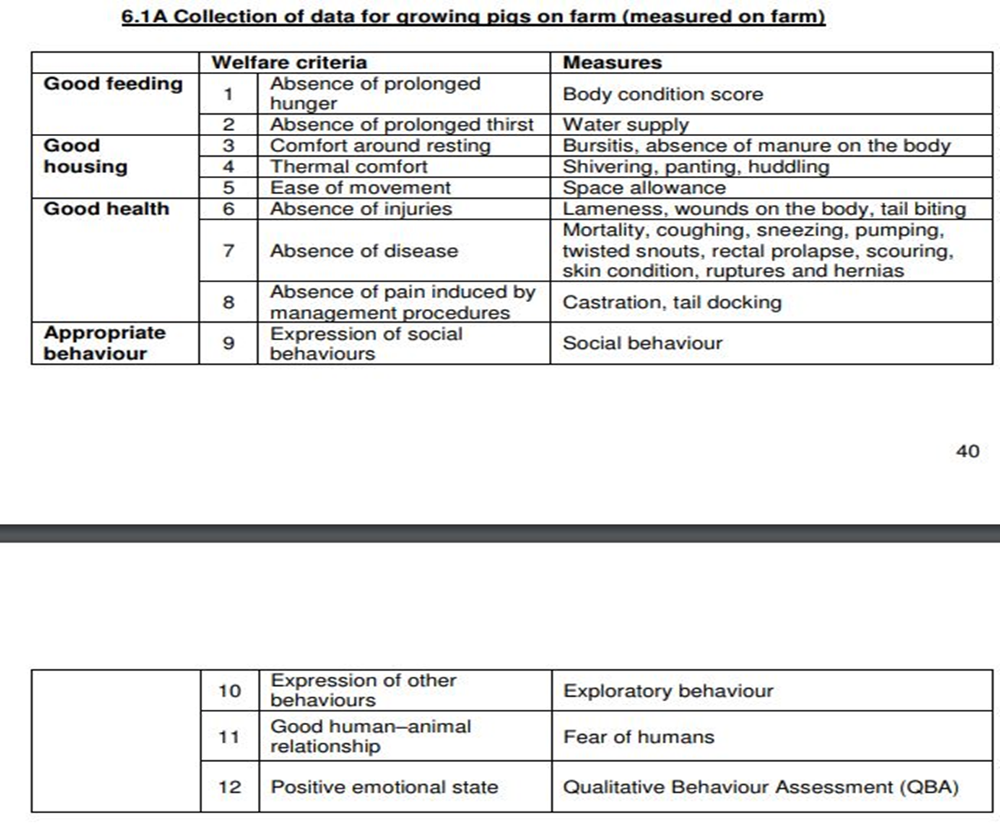 6.1A Collection of data for growing pigs on farm (measured on farm)
Welfare criteria
Measures
Good feeding
1
Absence of prolonged
hunger
Body condition score
2
Absence of prolonged thirst
Water supply
Good
housing
3
Comfort around resting
Bursitis, absence of manure on the body
4
Thermal comfort
Shivering, panting, huddling
5
Ease of movement
Space allowance
Good health
6
Absence of injuries
Lameness, wounds on the body, tail biting
7
Absence of disease
Mortality, coughing, sneezing, pumping,
twisted snouts, rectal prolapse, scouring,
skin condition, ruptures and hernias
8
Absence of pain induced by
management procedures
Castration, tail docking
Appropriate
behaviour
9
Expression of social
behaviours
Social behaviour
40
10
Expression of other
behaviours
Exploratory behaviour
11
Good human–animal
relationship
Fear of humans
12
Positive emotional state
Qualitative Behaviour Assessment (QBA)